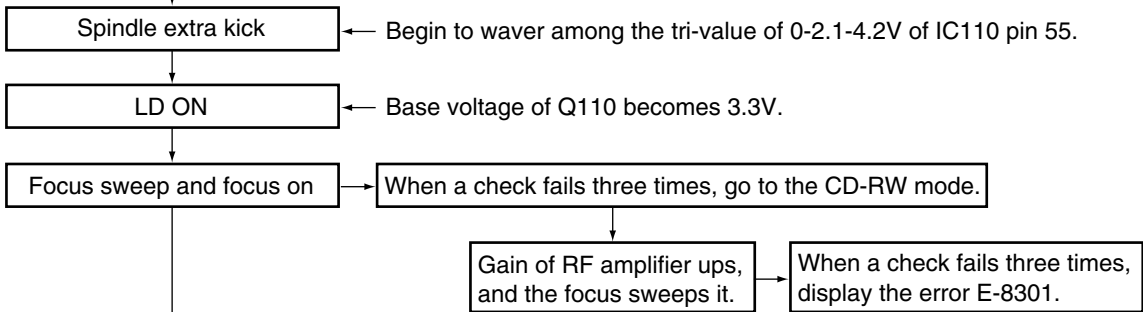 Spindle extra kick
Begin to waver among the tri-value of 0-2.1-4.2V of IC110 pin 55.
LD ON
Base voltage of Q110 becomes 3.3V.
Focus sweep and focus on
When a check fails three times, go to the CD-RW mode.
Gain of RF amplifier ups,
and the focus sweeps it.
When a check fails three times,
display the error E-8301.